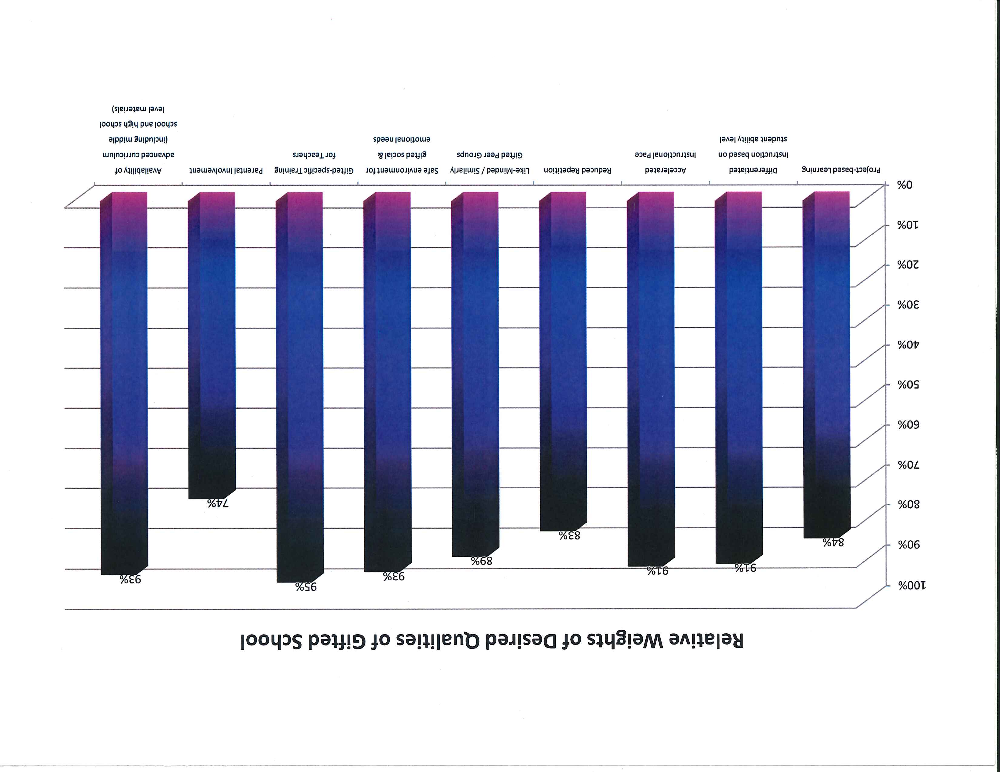 Relative Weights of Desired Qualities of Gifted School
100%
90%
80%
70%
60%
50%
40%
30%
20%
10%
0%
84%
91%
91%
83%
89%
93%
95%
74%
93%
Project-based Learning
Differentiated
Instruction based on
student ability level
Accelerated
Instructional Pace
Reduced Repetition
Like-Minded / Similarly
Gifted Peer Groups
Safe environment for
gifted social &
emotional needs
Gifted-specific Training
for Teachers
Parental Involvement
Availability of
advanced curriculum
(including middle
school and high school
level materials)